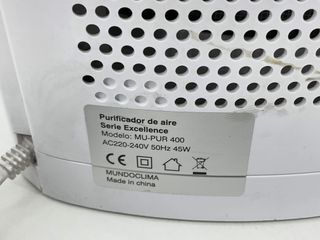 Purificador de aire
Serie Excellence
Modelo: MU-PUR 400
AC220-240V 50Hz 45W
CE
MUNDOCLIMA
Made in china